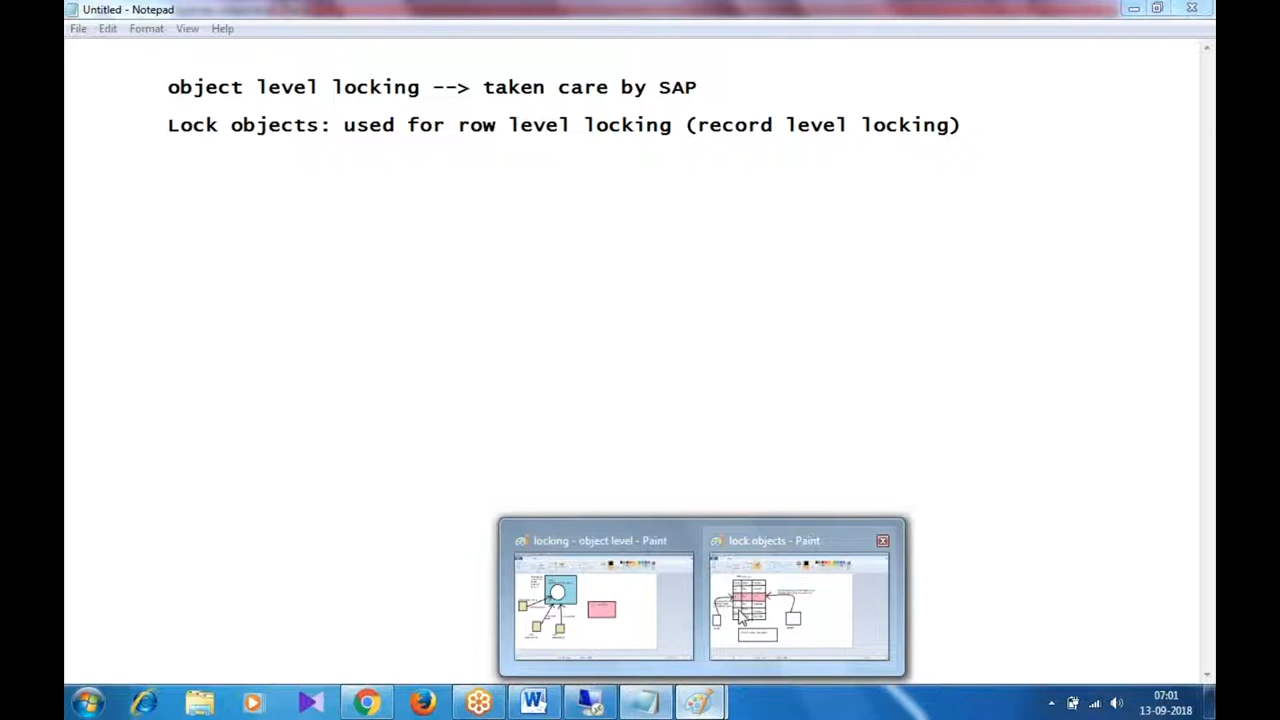 Untitled - Notepad
File Edit Format View Help
object level locking --> taken care by SAP
Lock objects: used for row level locking (record level locking)
locking - object level - Paint
lock objects - Paint
07:01
13-09-2018